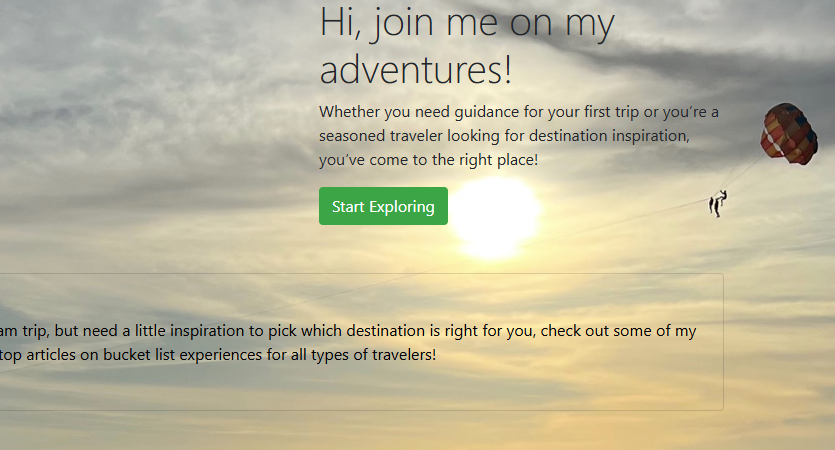 Hi, join me on my
adventures!
Whether you need guidance for your first trip or you’re a
seasoned traveler looking for destination inspiration,
you’ve come to the right place!
Start Exploring
am trip, but need a little inspiration to pick which destination is right for you, check out some of my
top articles on bucket list experiences for all types of travelers!